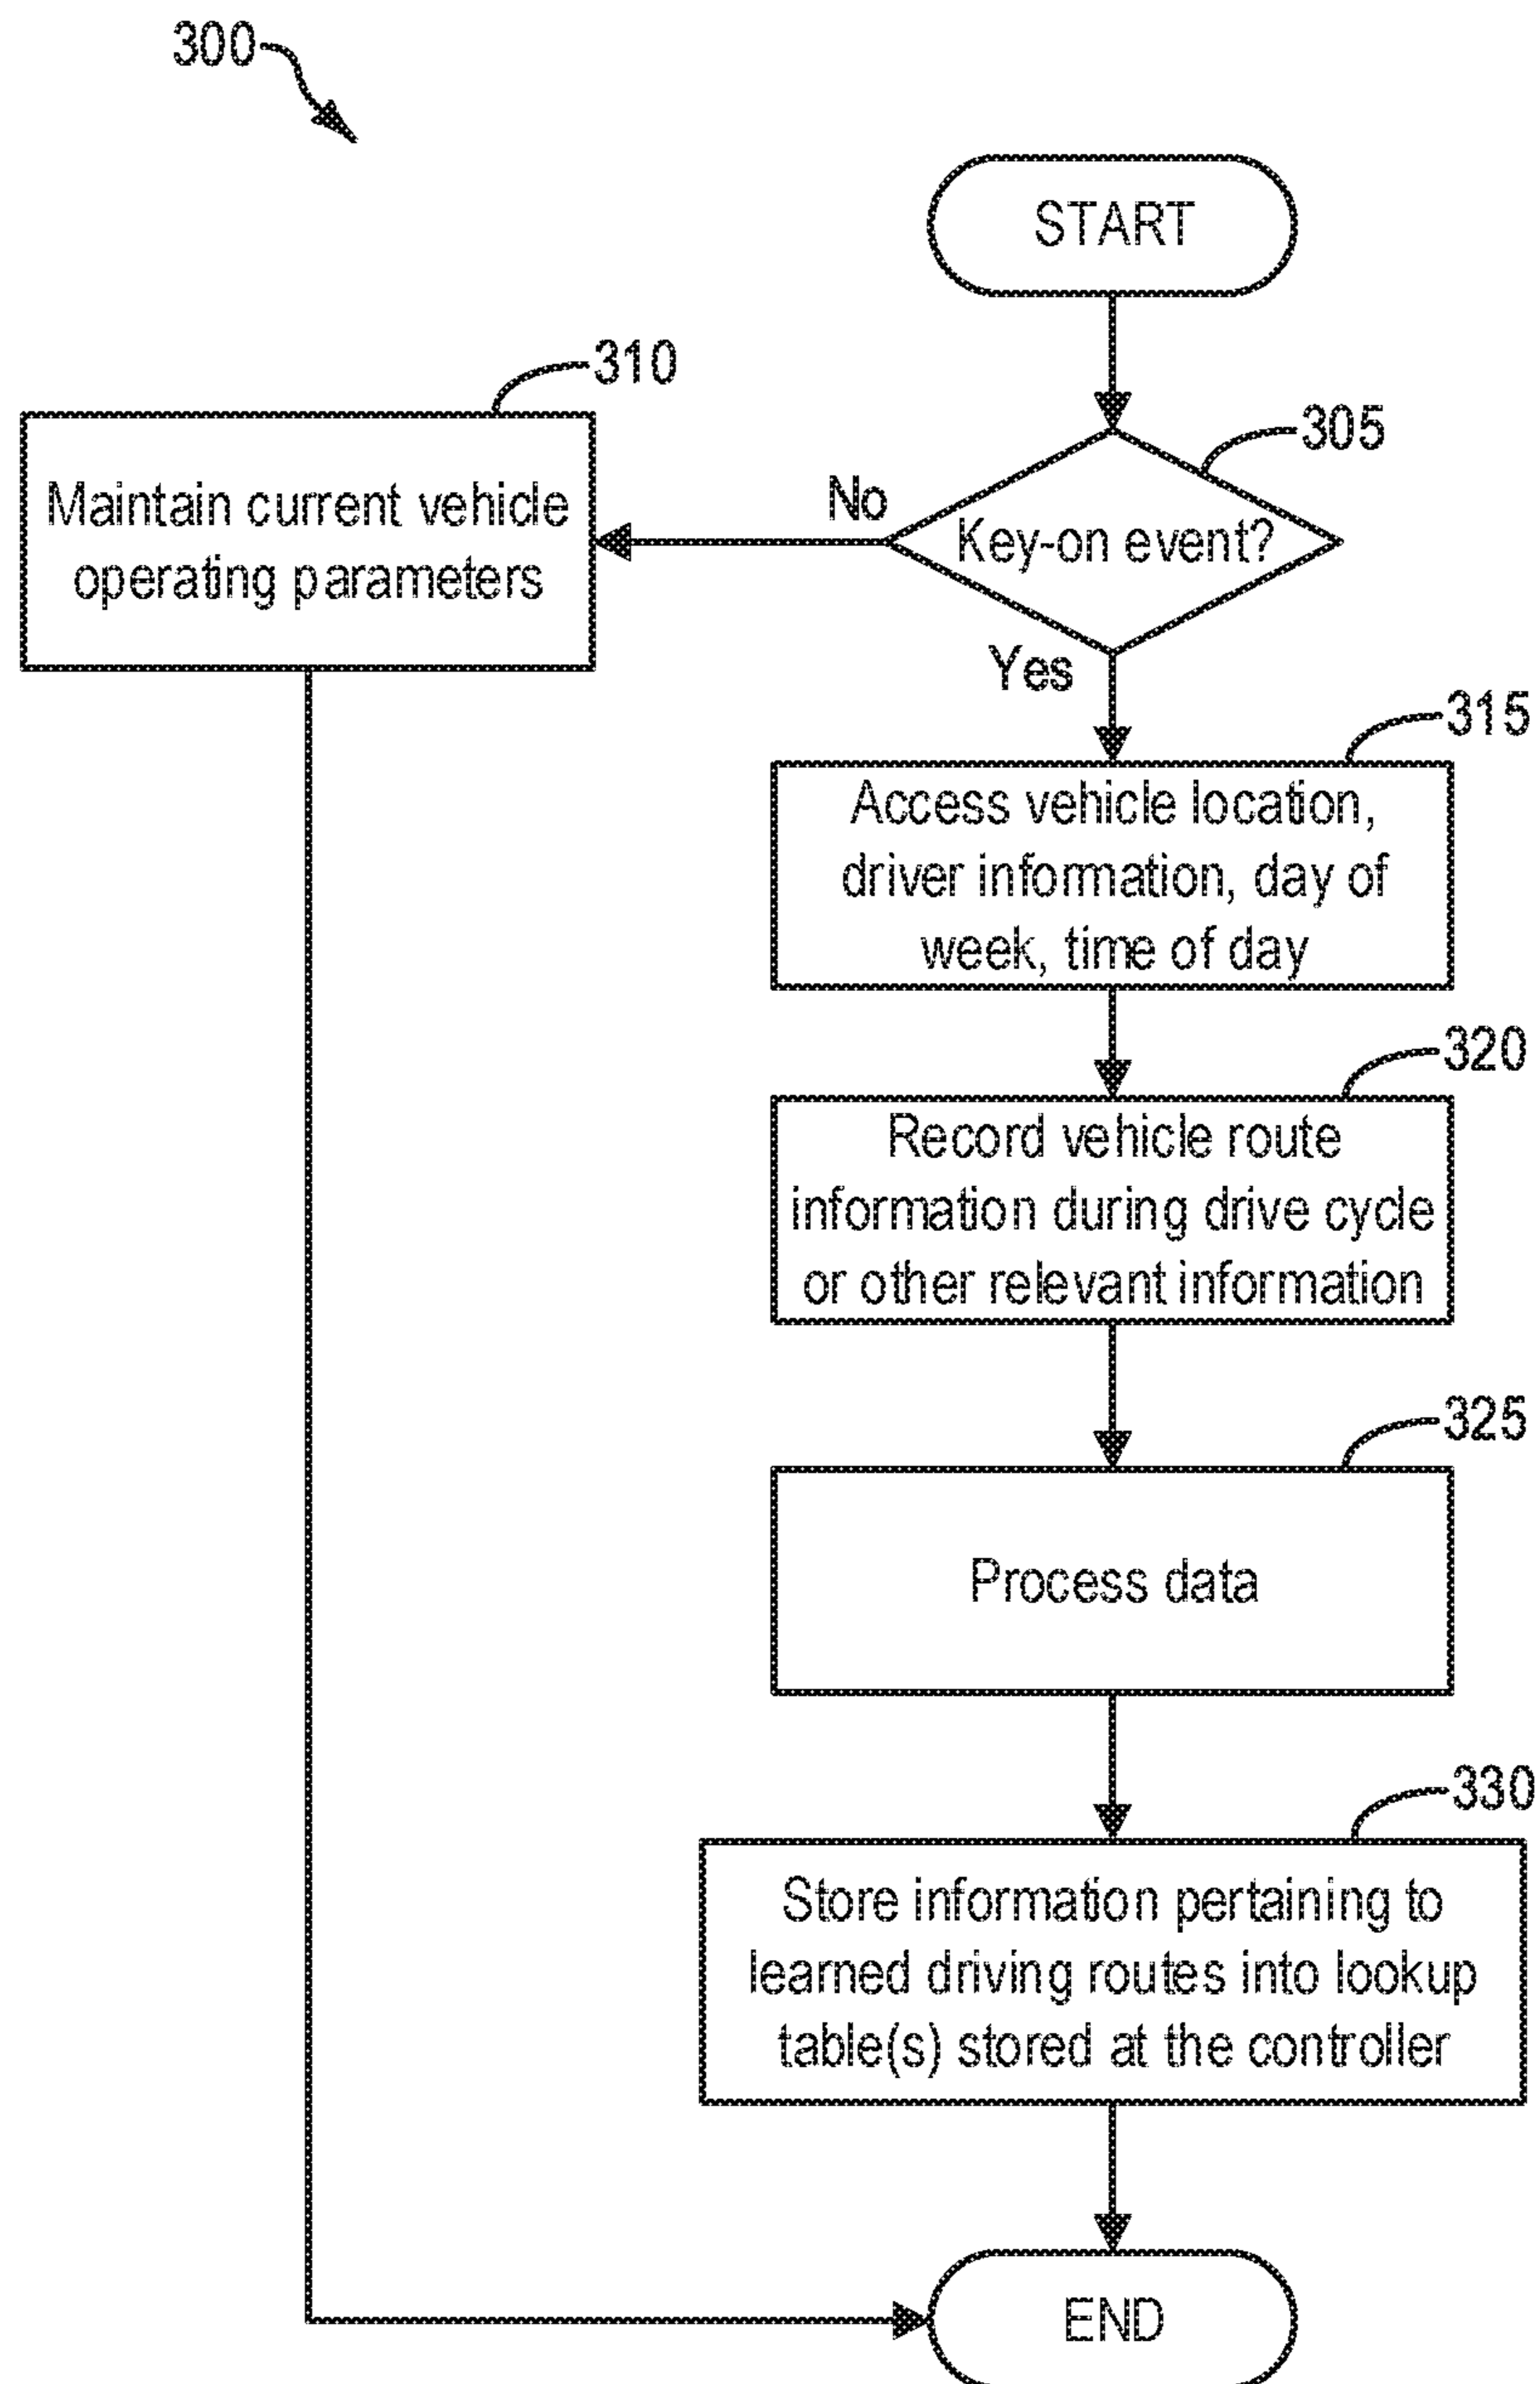 300
START
310
305
Maintain current vehicle
operating parameters
No
Key-on event?
Yes
315
Access vehicle location,
driver information, day of
week, time of day
320
Record vehicle route
information during drive cycle
or other relevant information
325
Process data
330
Store information pertaining to
learned driving routes into lookup
table(s) stored at the controller
END